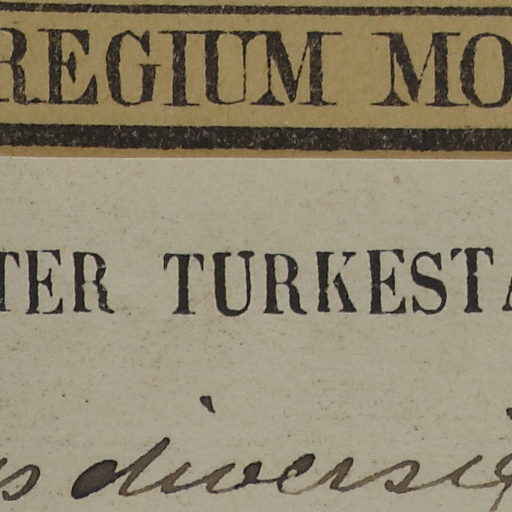 REGIUM MO
TER TURKESTA
s diversi